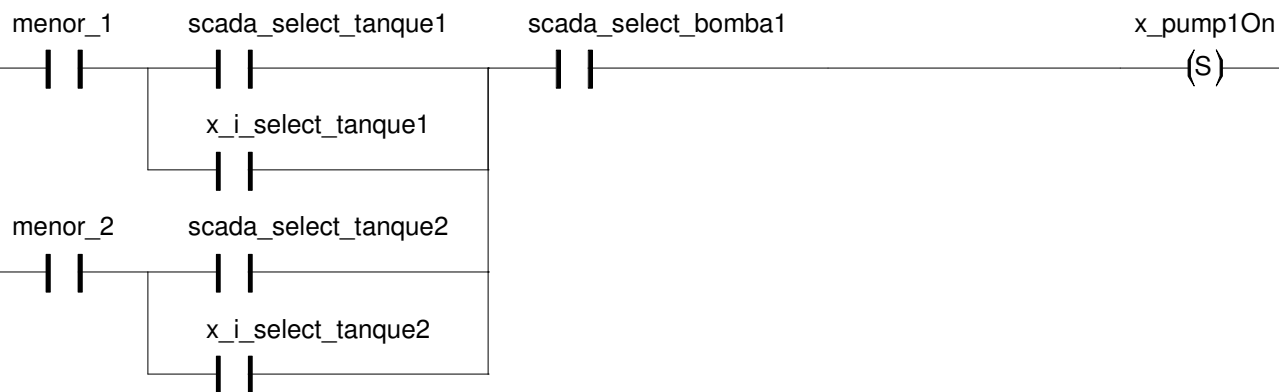 menor_1 scada_select_tanque1 scada_select_bomba1 x_pump1On
(S)
x_i_select_tanque1
menor_2 scada_select_tanque2
x_i_select_tanque2